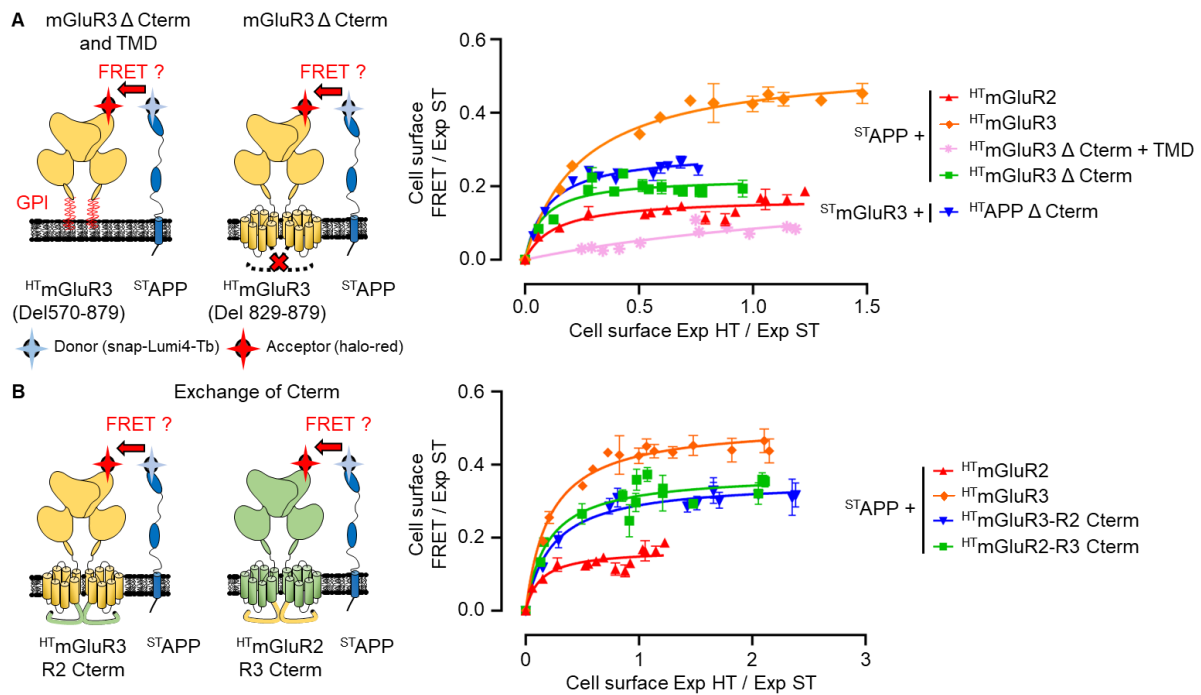 A
mGluR3 Δ Cterm
and TMD
mGluR3 Δ Cterm
FRET ?
FRET ?
GPI
HTmGluR3
(Del570-879)
STAPP
HTmGluR3
(Del 829-879)
STAPP
Donor (snap-Lumi4-Tb)
Acceptor (halo-red)
Cell surface
FRET / Exp ST
0.6
0.4
0.2
0.0
0.0
0.5
1.0
1.5
Cell surface Exp HT / Exp ST
STAPP +
HTmGluR2
HTmGluR3
HTmGluR3 Δ Cterm + TMD
HTmGluR3 Δ Cterm
STmGluR3 +
HTAPP Δ Cterm
B
Exchange of Cterm
FRET ?
FRET ?
HTmGluR3
R2 Cterm
STAPP
HTmGluR2
R3 Cterm
STAPP
Cell surface
FRET / Exp ST
0.6
0.4
0.2
0.0
0
1
2
3
Cell surface Exp HT / Exp ST
STAPP +
HTmGluR2
HTmGluR3
HTmGluR3-R2 Cterm
HTmGluR2-R3 Cterm